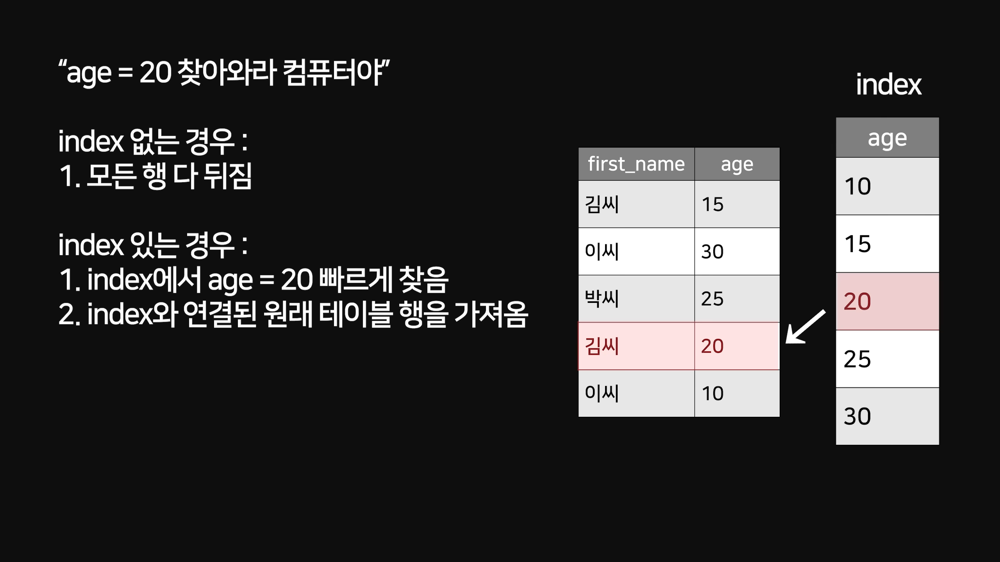 “age = 20 찾아와라 컴퓨터야”
index 없는 경우 :
1. 모든 행 다 뒤짐
index 있는 경우 :
1. index에서 age = 20 빠르게 찾음
2. index와 연결된 원래 테이블 행을 가져옴
first_name age
김씨 15
이씨 30
박씨 25
김씨 20
이씨 10
index
age
10
15
20
25
30